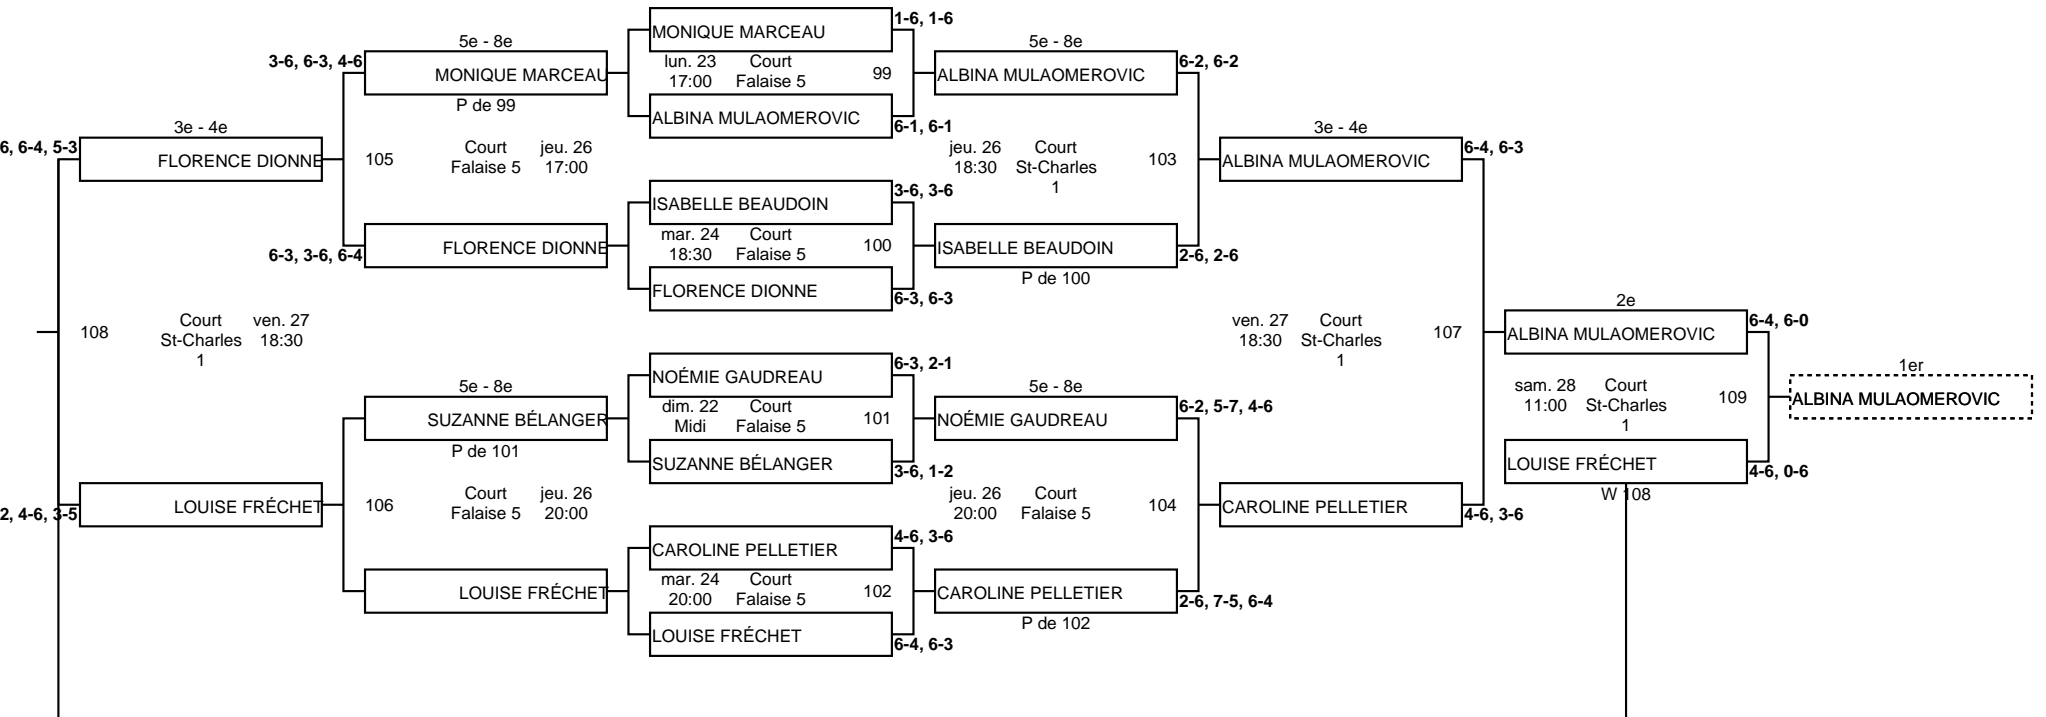 6, 6-4, 5-3
3e - 4e
FLORENCE DIONNE
108
Court ven. 27
St-Charles 18:30
1
2, 4-6, 3-5
LOUISE FRÉCHET
3-6, 6-3, 4-6
5e - 8e
MONIQUE MARCEAU
P de 99
105
Court jeu. 26
Falaise 5 17:00
6-3, 3-6, 6-4
FLORENCE DIONNE
5e - 8e
SUZANNE BÉLANGER
P de 101
106
Court jeu. 26
Falaise 5 20:00
LOUISE FRÉCHET
MONIQUE MARCEAU
1-6, 1-6
lun. 23 Court
17:00 Falaise 5
99
ALBINA MULAOMEROVIC
6-1, 6-1
ISABELLE BEAUDOIN
3-6, 3-6
mar. 24 Court
18:30 Falaise 5
100
FLORENCE DIONNE
6-3, 6-3
NOÉMIE GAUDREAU
6-3, 2-1
dim. 22 Court
Midi Falaise 5
101
SUZANNE BÉLANGER
3-6, 1-2
CAROLINE PELLETIER
4-6, 3-6
mar. 24 Court
20:00 Falaise 5
102
LOUISE FRÉCHET
6-4, 6-3
5e - 8e
ALBINA MULAOMEROVIC
6-2, 6-2
jeu. 26 Court
18:30 St-Charles
1
103
ISABELLE BEAUDOIN
2-6, 2-6
P de 100
5e - 8e
NOÉMIE GAUDREAU
6-2, 5-7, 4-6
jeu. 26 Court
20:00 Falaise 5
104
CAROLINE PELLETIER
2-6, 7-5, 6-4
P de 102
3e - 4e
ALBINA MULAOMEROVIC
6-4, 6-3
ven. 27 Court
18:30 St-Charles
1
107
CAROLINE PELLETIER
4-6, 3-6
2e
ALBINA MULAOMEROVIC
6-4, 6-0
sam. 28 Court
11:00 St-Charles
1
109
LOUISE FRÉCHET
4-6, 0-6
W 108
1er
ALBINA MULAOMEROVIC